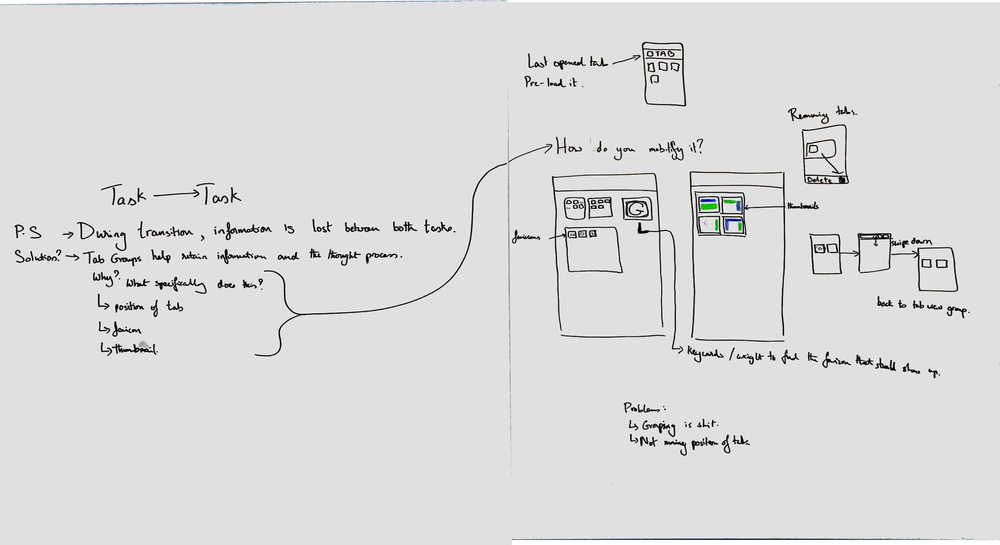 Task → Task
P.S → During transition, information is lost between both tasks.
Solution? → Tab Groups help retain information and the thought process.
Why? What specifically does this?
↳ position of tab
↳ favicon
↳ thumbnail.
Last opened tab
Pre-load it.
TAB
How do you mobilify it?
Removing tabs.
Delete
favicons
G
thumbnails
swipe down
back to tab view group.
↳ Keywords / weight to find the favicon that should show up.
Problems:
↳ Grouping is shit.
↳ Not moving position of tabs.